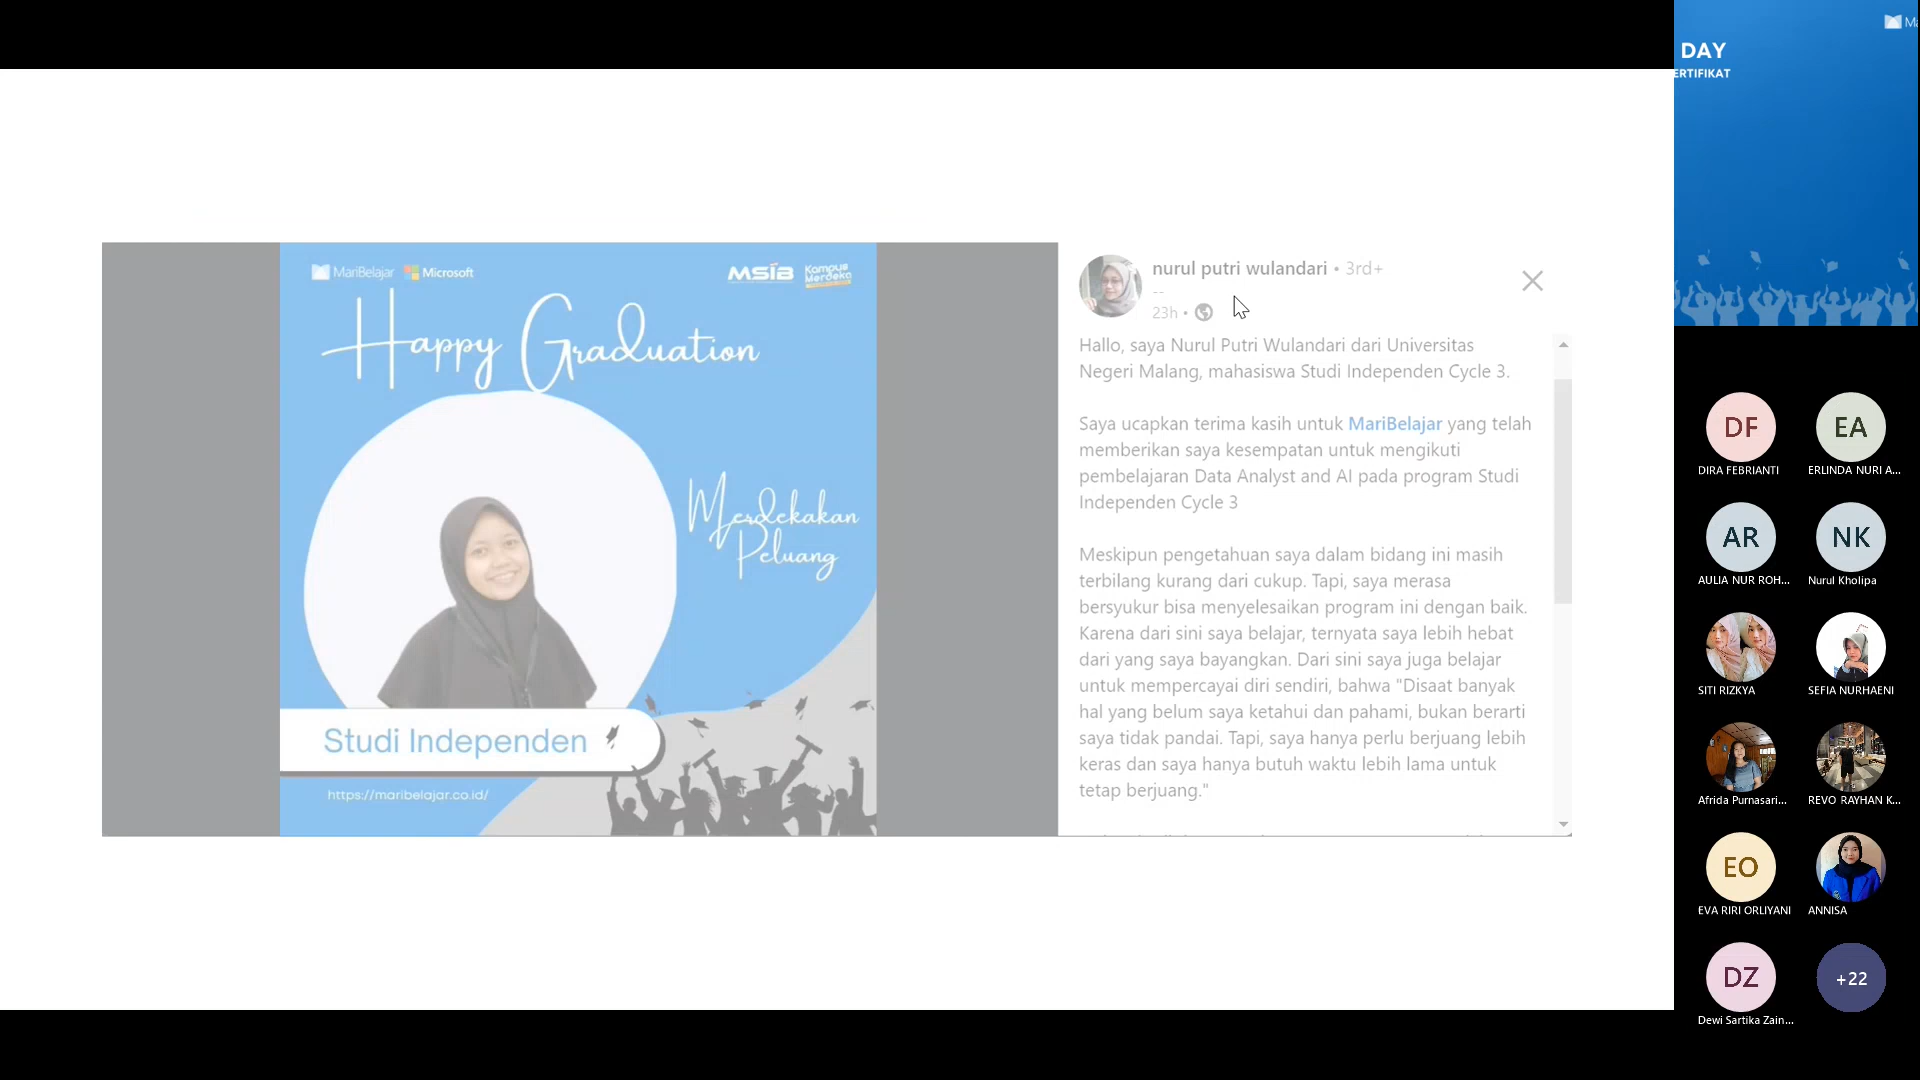 MariBelajar Microsoft
MSIB Kampus Merdeka
Happy Graduation
Merdekakan
Peluang
Studi Independen
https://maribelajar.co.id/
nurul putri wulandari • 3rd+
--
23h •
Hallo, saya Nurul Putri Wulandari dari Universitas
Negeri Malang, mahasiswa Studi Independen Cycle 3.
Saya ucapkan terima kasih untuk MariBelajar yang telah
memberikan saya kesempatan untuk mengikuti
pembelajaran Data Analyst and AI pada program Studi
Independen Cycle 3
Meskipun pengetahuan saya dalam bidang ini masih
terbilang kurang dari cukup. Tapi, saya merasa
bersyukur bisa menyelesaikan program ini dengan baik.
Karena dari sini saya belajar, ternyata saya lebih hebat
dari yang saya bayangkan. Dari sini saya juga belajar
untuk mempercayai diri sendiri, bahwa "Disaat banyak
hal yang belum saya ketahui dan pahami, bukan berarti
saya tidak pandai. Tapi, saya hanya perlu berjuang lebih
keras dan saya hanya butuh waktu lebih lama untuk
tetap berjuang."
Ma
DAY
ERTIFIKAT
DF
DIRA FEBRIANTI
EA
ERLINDA NURI A...
AR
AULIA NUR ROH...
NK
Nurul Kholipa
SITI RIZKYA
SEFIA NURHAENI
Afrida Purnasari...
REVO RAYHAN K...
EO
EVA RIRI ORLIYANI
ANNISA
DZ
Dewi Sartika Zain...
+22